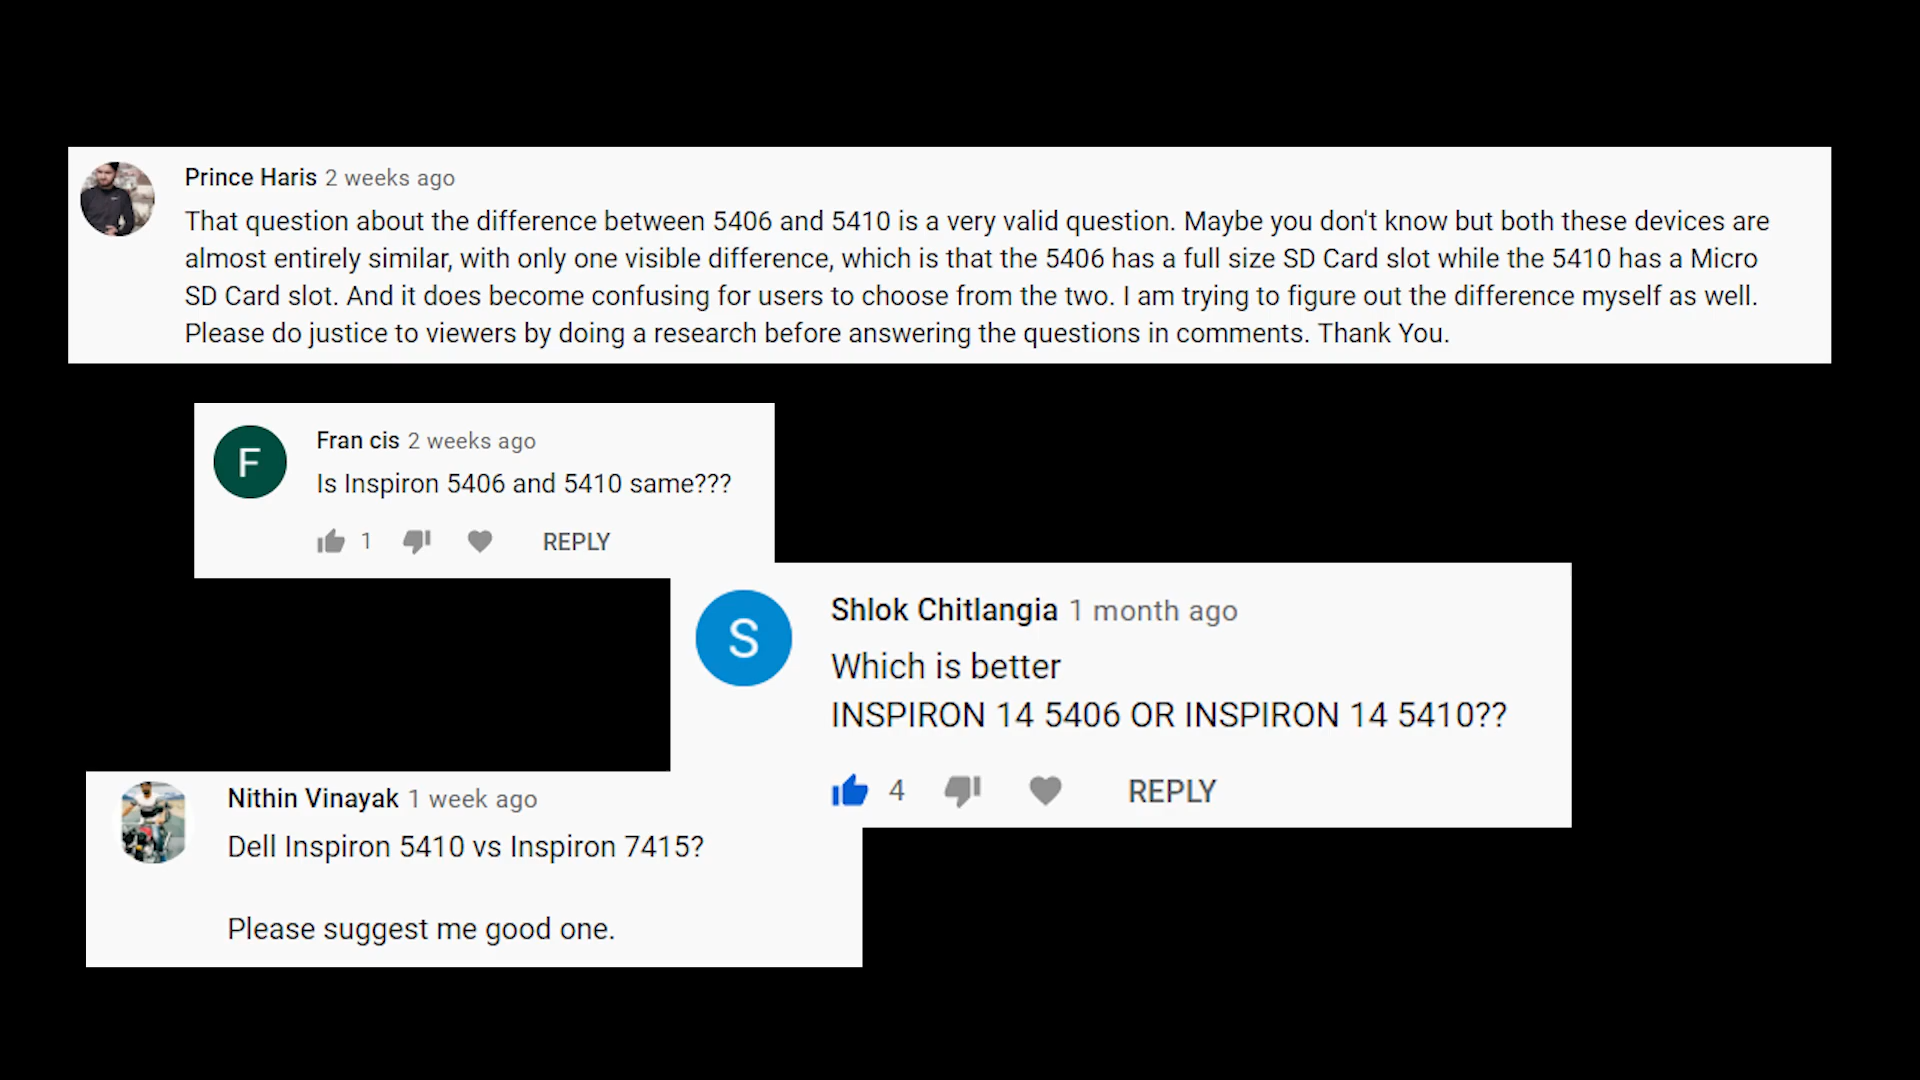 Prince Haris 2 weeks ago
That question about the difference between 5406 and 5410 is a very valid question. Maybe you don't know but both these devices are
almost entirely similar, with only one visible difference, which is that the 5406 has a full size SD Card slot while the 5410 has a Micro
SD Card slot. And it does become confusing for users to choose from the two. I am trying to figure out the difference myself as well.
Please do justice to viewers by doing a research before answering the questions in comments. Thank You.
F
Fran cis 2 weeks ago
Is Inspiron 5406 and 5410 same???
1 REPLY
S
Shlok Chitlangia 1 month ago
Which is better
INSPIRON 14 5406 OR INSPIRON 14 5410??
4 REPLY
Nithin Vinayak 1 week ago
Dell Inspiron 5410 vs Inspiron 7415?
Please suggest me good one.